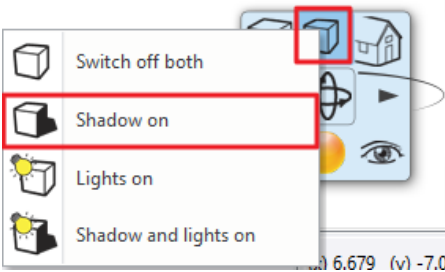 Switch off both
Shadow on
Lights on
Shadow and lights on
6,679 (y) -7,0